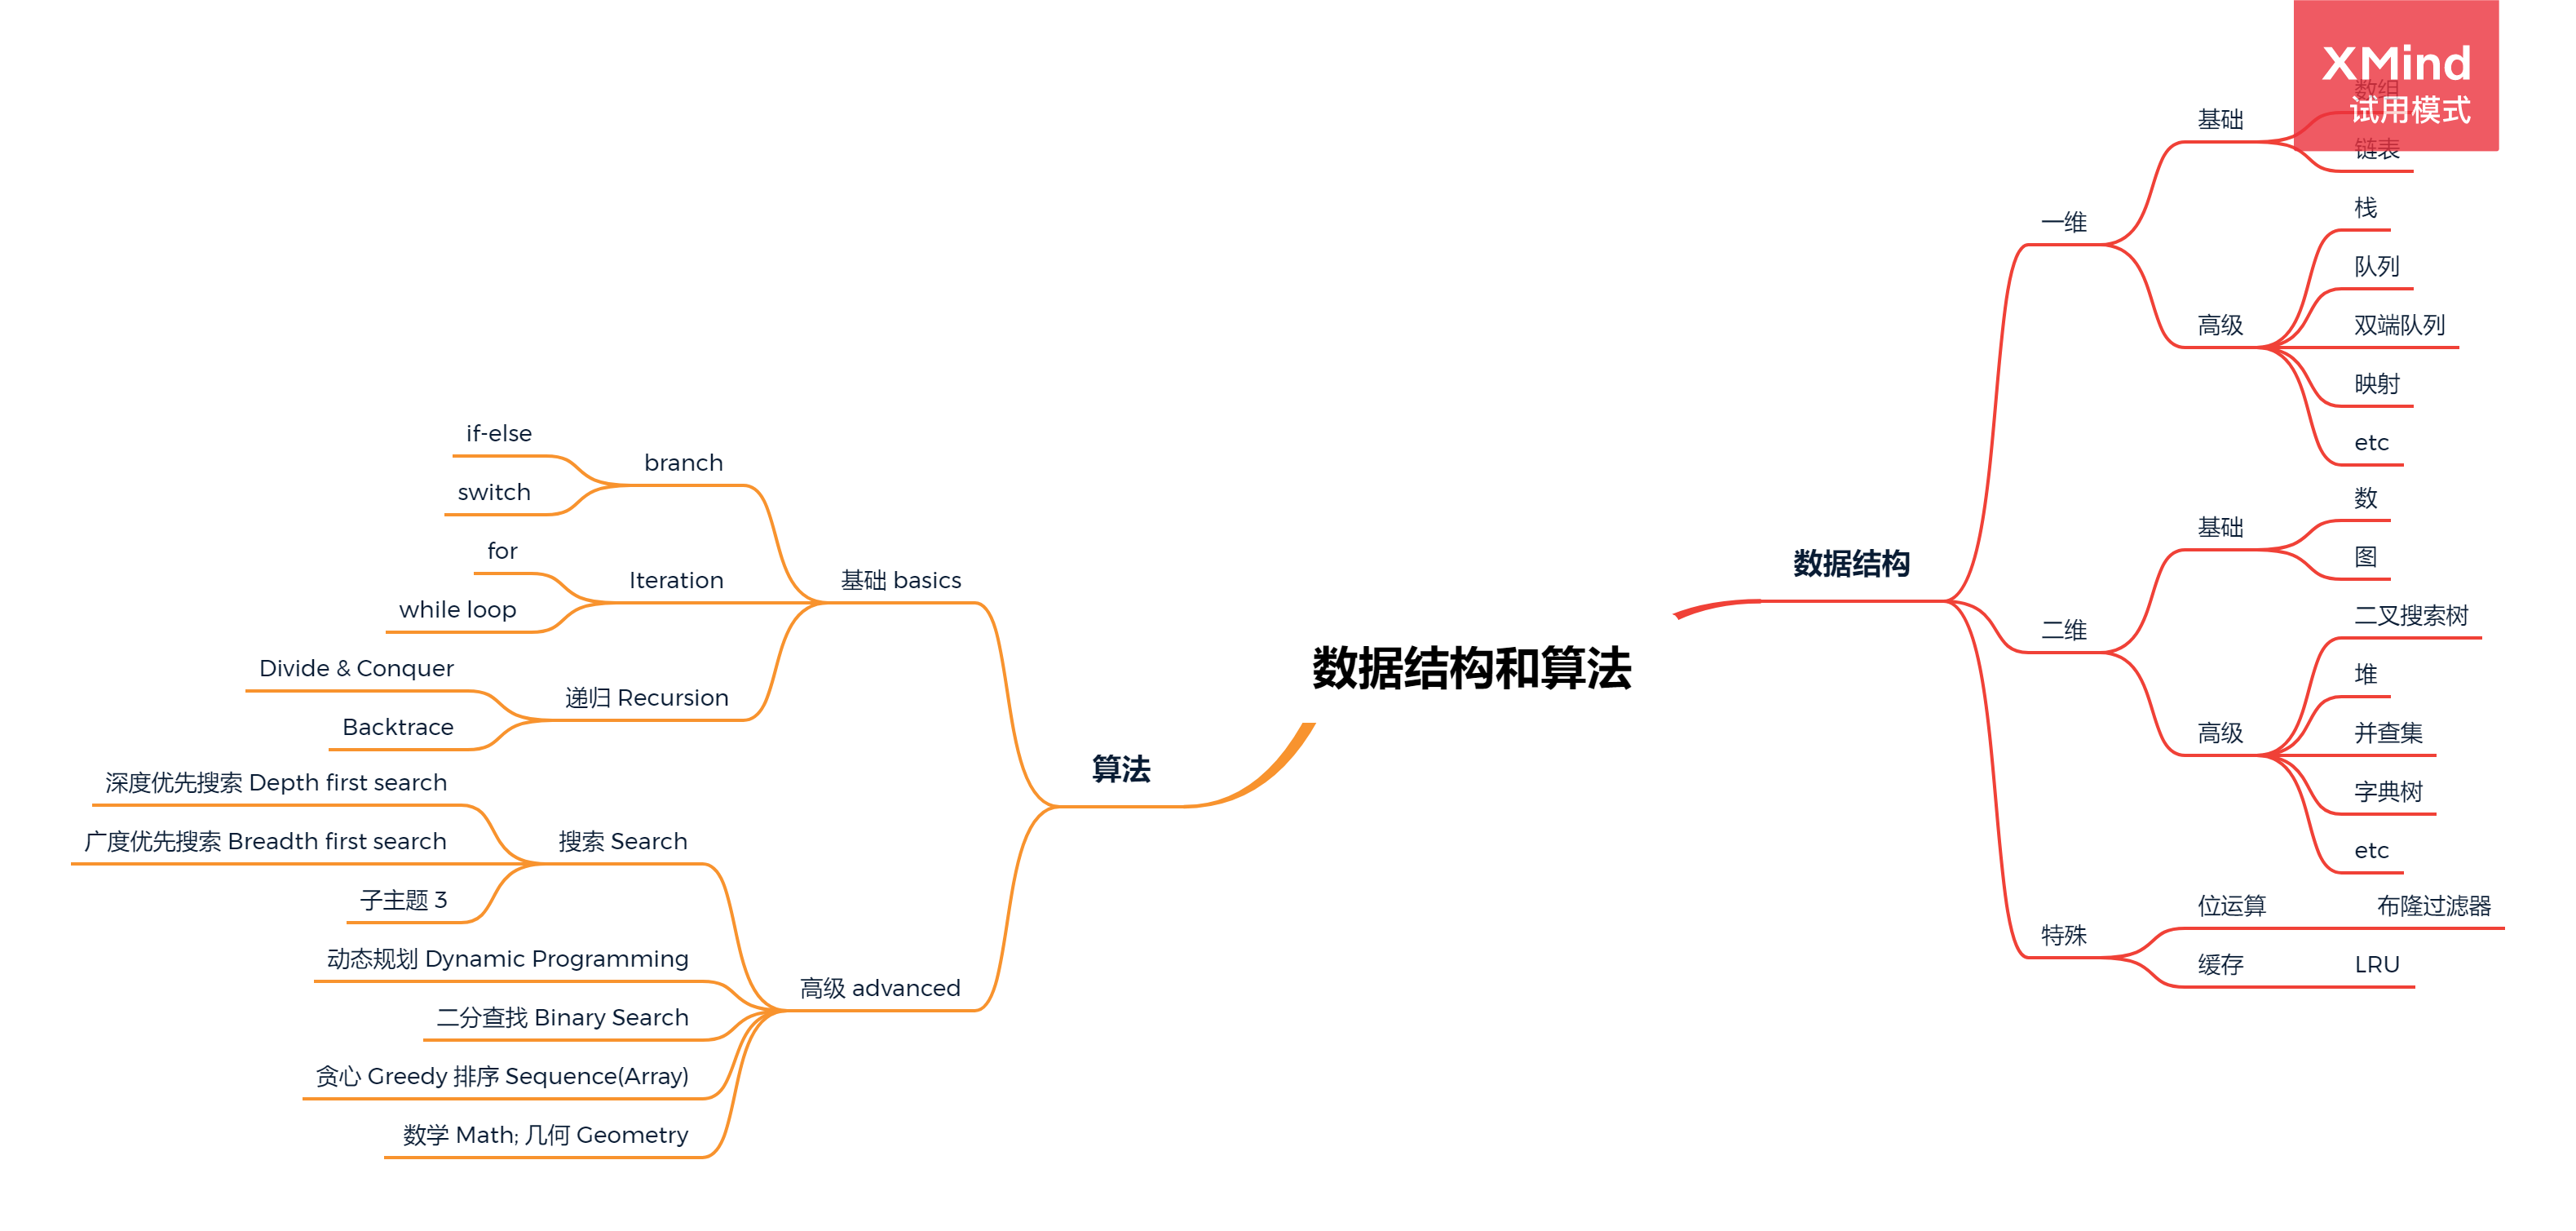 数据结构和算法
数据结构
一维
基础
数组
链表
高级
栈
队列
双端队列
映射
etc
二维
基础
数
图
高级
二叉搜索树
堆
并查集
字典树
etc
特殊
位运算
布隆过滤器
缓存
LRU
算法
基础 basics
branch
if-else
switch
Iteration
for
while loop
递归 Recursion
Divide & Conquer
Backtrace
高级 advanced
搜索 Search
深度优先搜索 Depth first search
广度优先搜索 Breadth first search
子主题 3
动态规划 Dynamic Programming
二分查找 Binary Search
贪心 Greedy 排序 Sequence(Array)
数学 Math; 几何 Geometry
XMind
试用模式